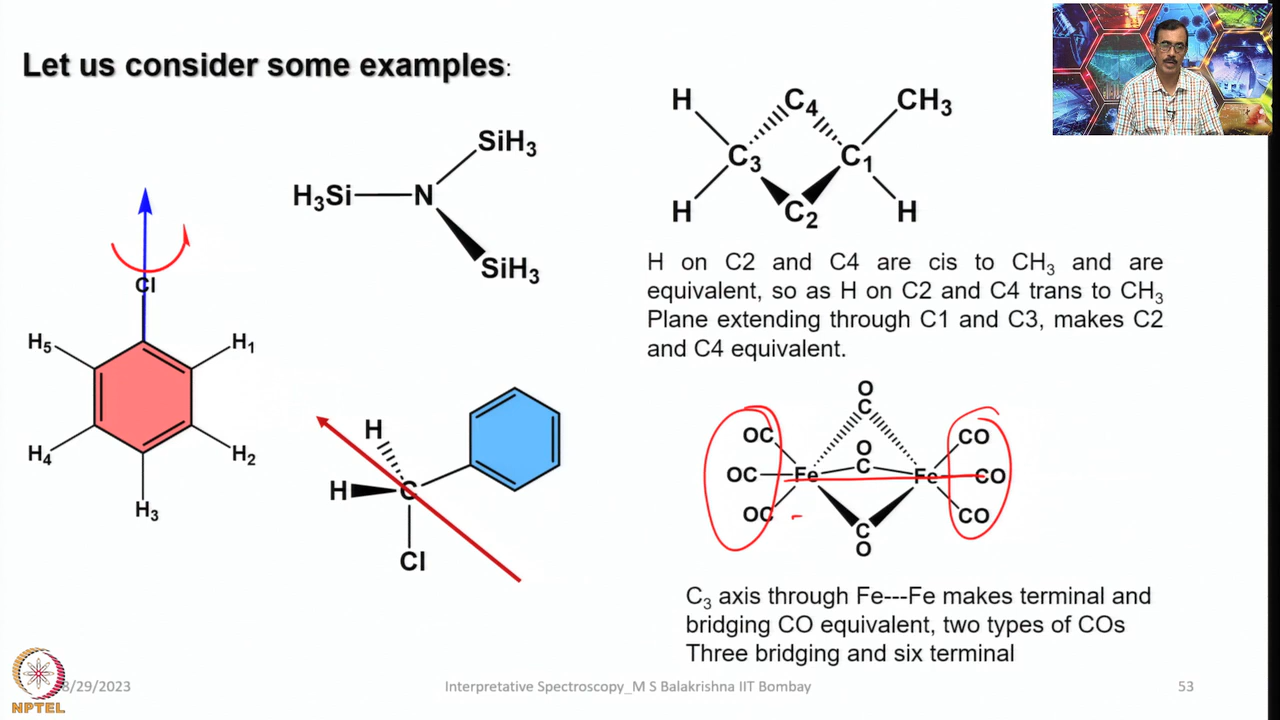 Let us consider some examples:
SiH3
H3Si
N
SiH3
Cl
H5
H1
H4
H2
H3
H
H
C
Cl
H
C4
CH3
C3
C1
H
C2
H
H on C2 and C4 are cis to CH3 and are
equivalent, so as H on C2 and C4 trans to CH3
Plane extending through C1 and C3, makes C2
and C4 equivalent.
O
C
OC
O
CO
C
OC
Fe
Fe
CO
OC
CO
C
O
C3 axis through Fe---Fe makes terminal and
bridging CO equivalent, two types of COs
Three bridging and six terminal
NPTEL
8/29/2023
Interpretative Spectroscopy_M S Balakrishna IIT Bombay
53